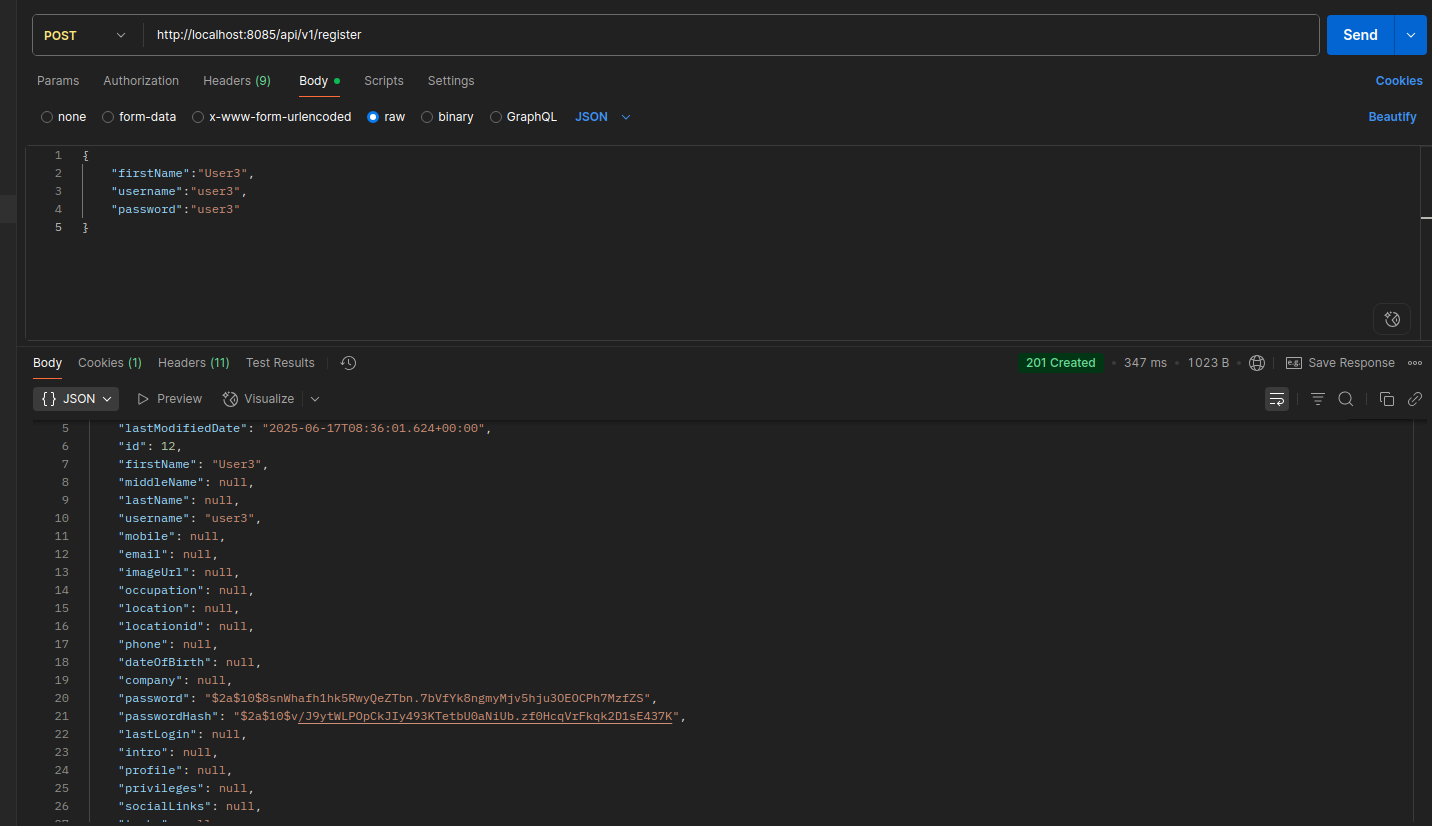 POST http://localhost:8085/api/v1/register Send
Params Authorization Headers (9) Body Scripts Settings Cookies
none form-data x-www-form-urlencoded raw binary GraphQL JSON Beautify
1 {
2 "firstName":"User3",
3 "username":"user3",
4 "password":"user3"
5 }
Body Cookies (1) Headers (11) Test Results 201 Created 347 ms 1023 B e.g. Save Response
{} JSON Preview Visualize
5 "lastModifiedDate": "2025-06-17T08:36:01.624+00:00",
6 "id": 12,
7 "firstName": "User3",
8 "middleName": null,
9 "lastName": null,
10 "username": "user3",
11 "mobile": null,
12 "email": null,
13 "imageUrl": null,
14 "occupation": null,
15 "location": null,
16 "locationid": null,
17 "phone": null,
18 "dateOfBirth": null,
19 "company": null,
20 "password": "$2a$10$8snWhafh1hk5RwyQeZTbn.7bVfYk8ngmyMjv5hju3OEOCPh7MzfZS",
21 "passwordHash": "$2a$10$v/J9ytWLPOpCkJIy493KTetbU0aNiUb.zf0HcqVrFkqk2D1sE437K",
22 "lastLogin": null,
23 "intro": null,
24 "profile": null,
25 "privileges": null,
26 "socialLinks": null,